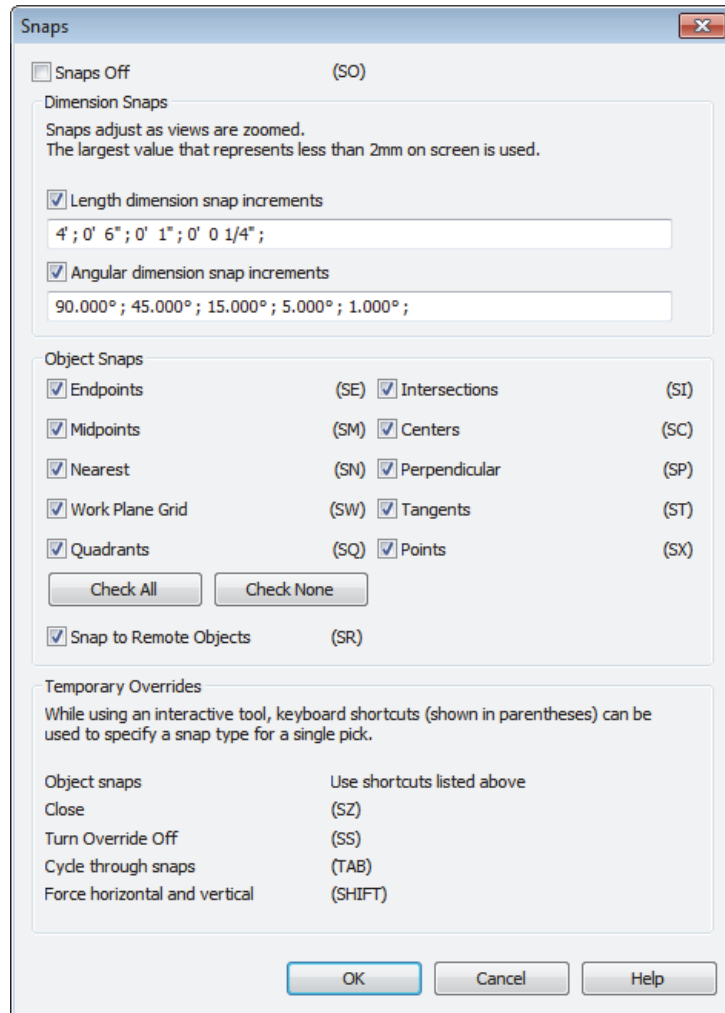 Snaps
Snaps Off (SO)
Dimension Snaps
Snaps adjust as views are zoomed.
The largest value that represents less than 2mm on screen is used.
Length dimension snap increments
4' ; 0' 6" ; 0' 1" ; 0' 0 1/4" ;
Angular dimension snap increments
90.000° ; 45.000° ; 15.000° ; 5.000° ; 1.000° ;
Object Snaps
Endpoints (SE) Intersections (SI)
Midpoints (SM) Centers (SC)
Nearest (SN) Perpendicular (SP)
Work Plane Grid (SW) Tangents (ST)
Quadrants (SQ) Points (SX)
Check All Check None
Snap to Remote Objects (SR)
Temporary Overrides
While using an interactive tool, keyboard shortcuts (shown in parentheses) can be
used to specify a snap type for a single pick.
Object snaps Use shortcuts listed above
Close (SZ)
Turn Override Off (SS)
Cycle through snaps (TAB)
Force horizontal and vertical (SHIFT)
OK Cancel Help